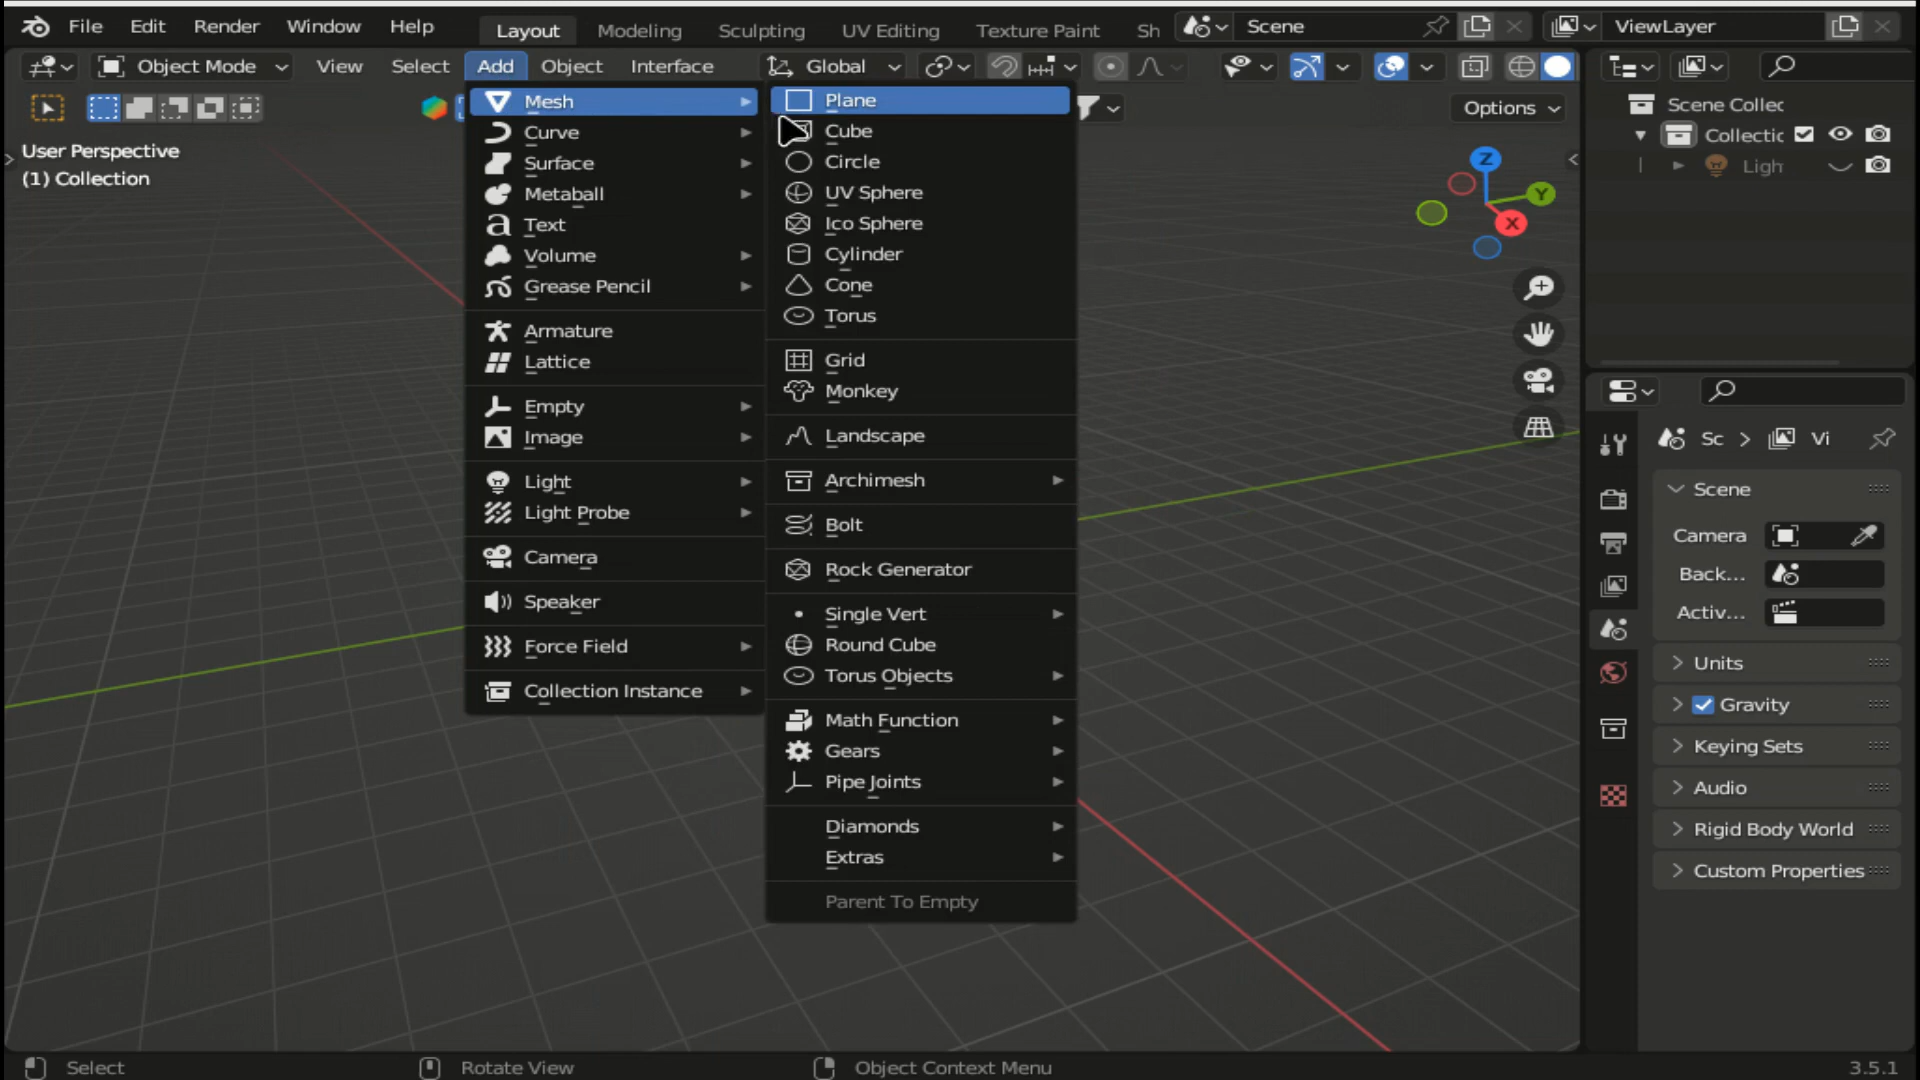 File Edit Render Window Help Layout Modeling Sculpting UV Editing Texture Paint Sh Scene ViewLayer
Object Mode View Select Add Object Interface Global
Options
User Perspective
(1) Collection
Mesh
Curve
Surface
Metaball
Text
Volume
Grease Pencil
Armature
Lattice
Empty
Image
Light
Light Probe
Camera
Speaker
Force Field
Collection Instance
Plane
Cube
Circle
UV Sphere
Ico Sphere
Cylinder
Cone
Torus
Grid
Monkey
Landscape
Archimesh
Bolt
Rock Generator
Single Vert
Round Cube
Torus Objects
Math Function
Gears
Pipe Joints
Diamonds
Extras
Parent To Empty
Z
Y
X
Scene Collec
Collectic
Ligh
Sc > Vi
Scene
Camera
Back...
Activ...
Units
Gravity
Keying Sets
Audio
Rigid Body World
Custom Properties
Select Rotate View Object Context Menu 3.5.1